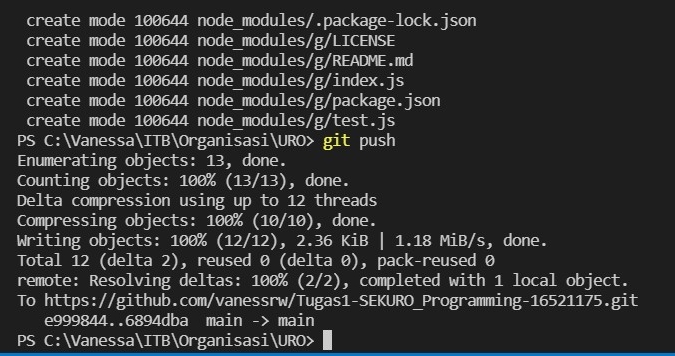 create mode 100644 node_modules/.package-lock.json
create mode 100644 node_modules/g/LICENSE
create mode 100644 node_modules/g/README.md
create mode 100644 node_modules/g/index.js
create mode 100644 node_modules/g/package.json
create mode 100644 node_modules/g/test.js
PS C:\Vanessa\ITB\Organisasi\URO> git push
Enumerating objects: 13, done.
Counting objects: 100% (13/13), done.
Delta compression using up to 12 threads
Compressing objects: 100% (10/10), done.
Writing objects: 100% (12/12), 2.36 KiB | 1.18 MiB/s, done.
Total 12 (delta 2), reused 0 (delta 0), pack-reused 0
remote: Resolving deltas: 100% (2/2), completed with 1 local object.
To https://github.com/vanessrw/Tugas1-SEKURO_Programming-16521175.git
e999844..6894dba  main -> main
PS C:\Vanessa\ITB\Organisasi\URO>